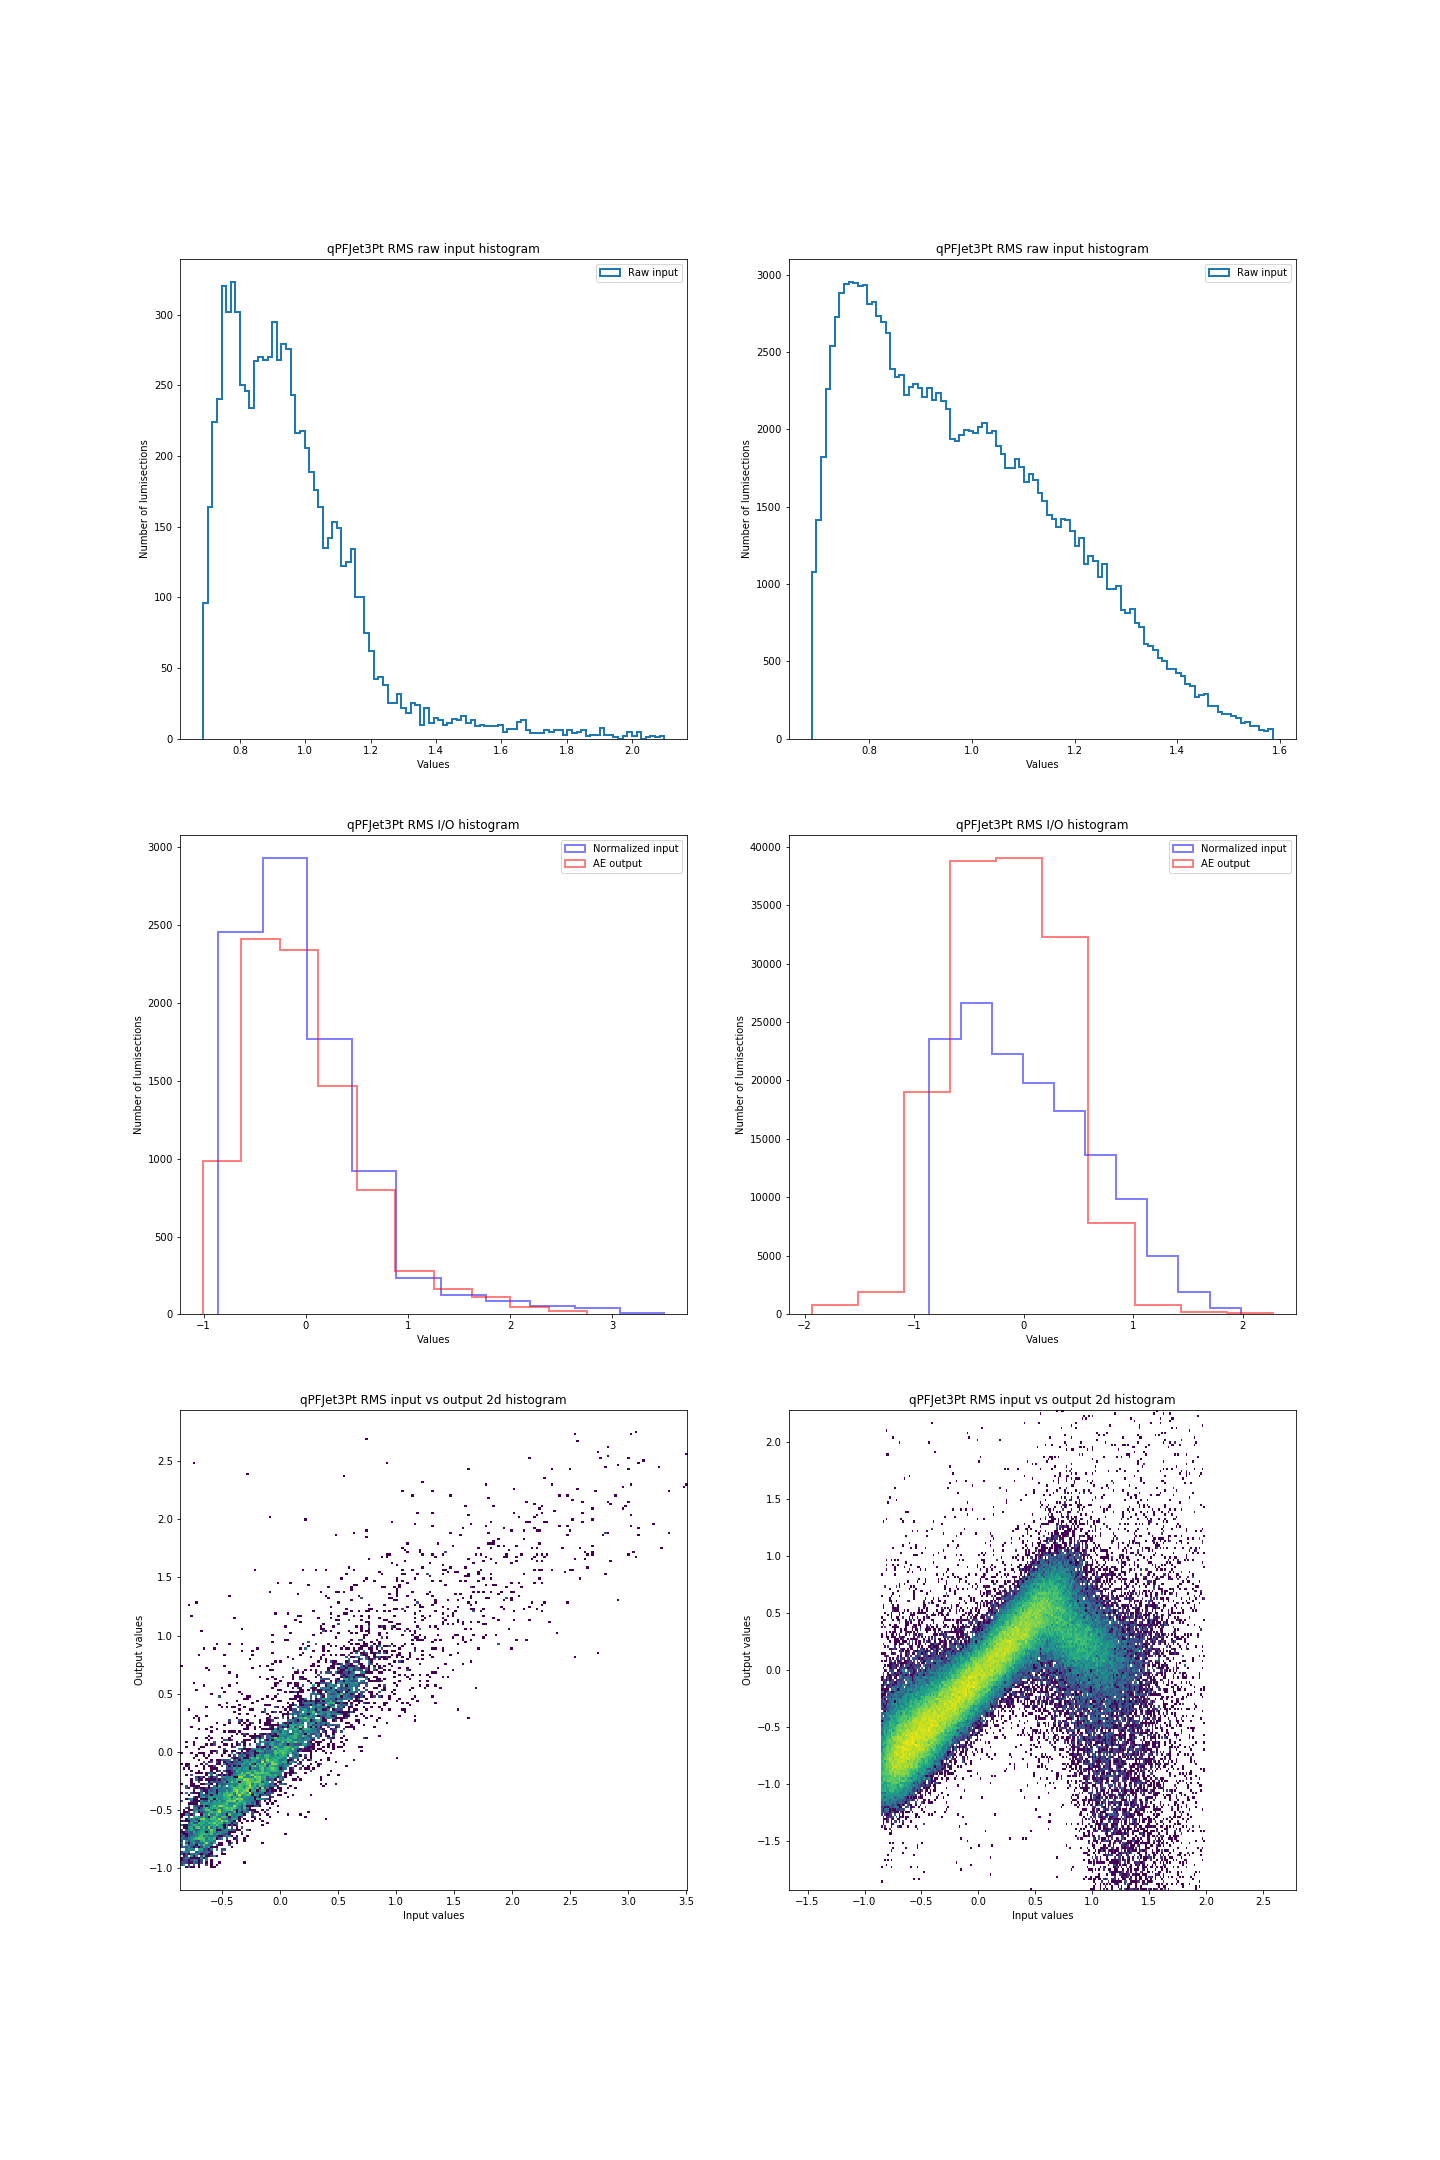 qPFJet3Pt RMS raw input histogram
Raw input
Number of lumisections
300
250
200
150
100
50
0
0.8 1.0 1.2 1.4 1.6 1.8 2.0
Values
qPFJet3Pt RMS raw input histogram
Raw input
Number of lumisections
3000
2500
2000
1500
1000
500
0
0.8 1.0 1.2 1.4 1.6
Values
qPFJet3Pt RMS I/O histogram
Normalized input
AE output
Number of lumisections
3000
2500
2000
1500
1000
500
0
−1 0 1 2 3
Values
qPFJet3Pt RMS I/O histogram
Normalized input
AE output
Number of lumisections
40000
35000
30000
25000
20000
15000
10000
5000
0
−2 −1 0 1 2
Values
qPFJet3Pt RMS input vs output 2d histogram
Output values
2.5
2.0
1.5
1.0
0.5
0.0
−0.5
−1.0
−0.5 0.0 0.5 1.0 1.5 2.0 2.5 3.0 3.5
Input values
qPFJet3Pt RMS input vs output 2d histogram
Output values
2.0
1.5
1.0
0.5
0.0
−0.5
−1.0
−1.5
−1.5 −1.0 −0.5 0.0 0.5 1.0 1.5 2.0 2.5
Input values